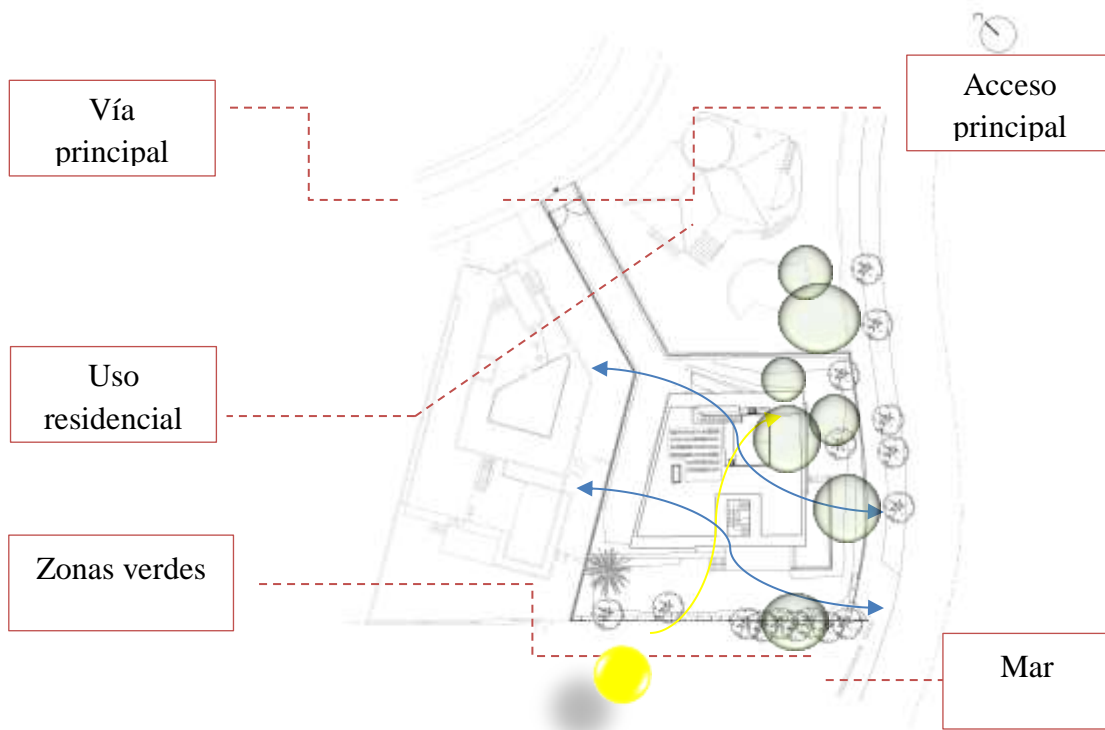 Vía
principal
Acceso
principal
Uso
residencial
Zonas verdes
Mar